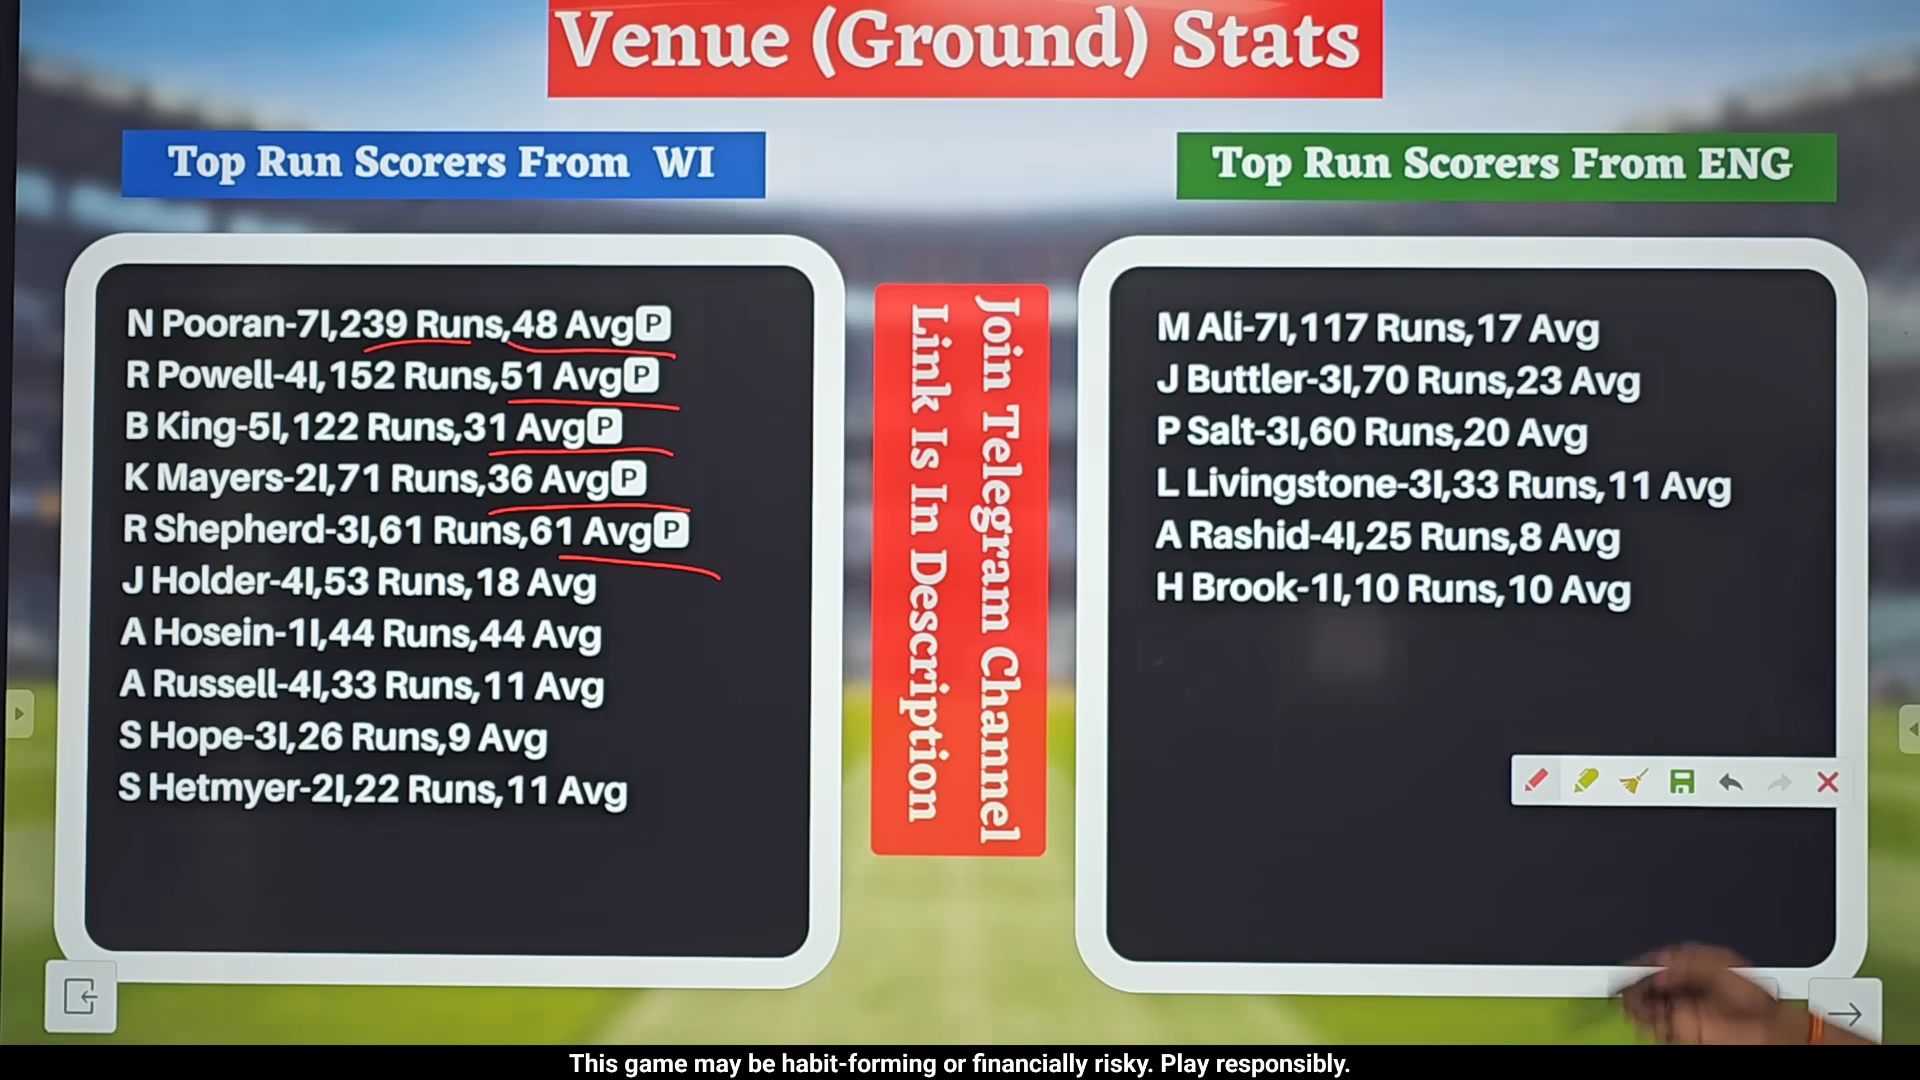 Venue (Ground) Stats
Top Run Scorers From WI
N Pooran-7I,239 Runs,48 Avg🅿
R Powell-4I,152 Runs,51 Avg🅿
B King-5I,122 Runs,31 Avg🅿
K Mayers-2I,71 Runs,36 Avg🅿
R Shepherd-3I,61 Runs,61 Avg🅿
J Holder-4I,53 Runs,18 Avg
A Hosein-1I,44 Runs,44 Avg
A Russell-4I,33 Runs,11 Avg
S Hope-3I,26 Runs,9 Avg
S Hetmyer-2I,22 Runs,11 Avg
Join Telegram Channel
Link Is In Description
Top Run Scorers From ENG
M Ali-7I,117 Runs,17 Avg
J Buttler-3I,70 Runs,23 Avg
P Salt-3I,60 Runs,20 Avg
L Livingstone-3I,33 Runs,11 Avg
A Rashid-4I,25 Runs,8 Avg
H Brook-1I,10 Runs,10 Avg
This game may be habit-forming or financially risky. Play responsibly.